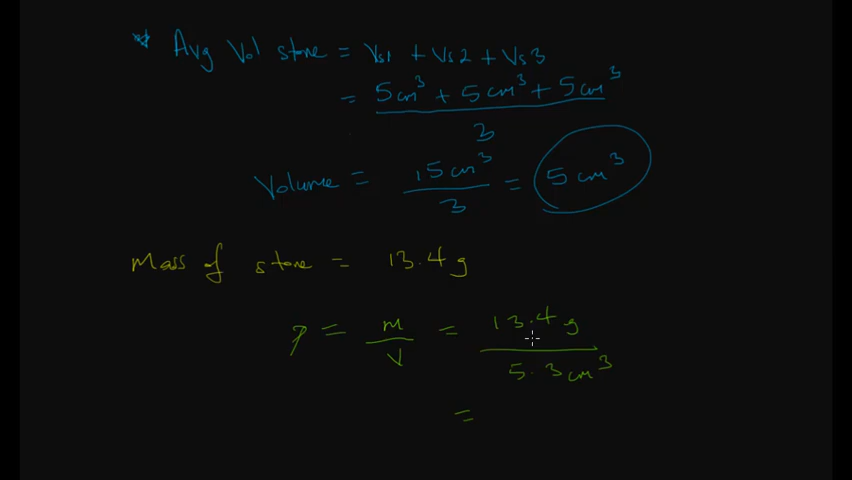 * Avg Vol stone = Vs1 + Vs2 + Vs3
= 5cm³ + 5cm³ + 5cm³
3
Volume = 15cm³ / 3 = 5cm³
Mass of stone = 13.4g
ρ = m / V = 13.4g / 5.3cm³
=